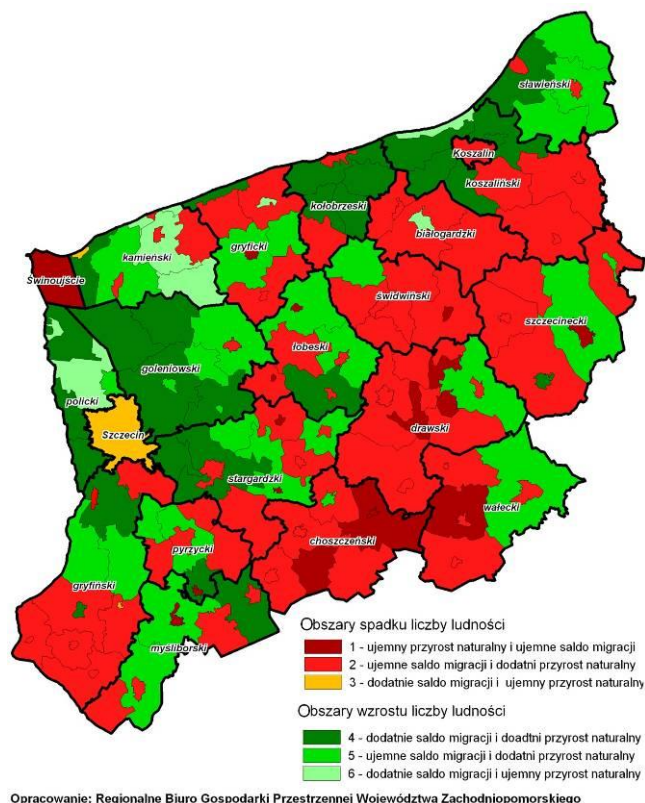 sławieński
Koszalin
koszaliński
kołobrzeski
białogardzki
gryficki
kamieński
Świnoujście
świdwiński
szczecinecki
łobeski
goleniowski
policki
Szczecin
drawski
stargardzki
wałecki
choszczeński
pyrzycki
gryfiński
myśliborski
Obszary spadku liczby ludności
1 - ujemny przyrost naturalny i ujemne saldo migracji
2 - ujemne saldo migracji i dodatni przyrost naturalny
3 - dodatnie saldo migracji i ujemny przyrost naturalny
Obszary wzrostu liczby ludności
4 - dodatnie saldo migracji i doadtni przyrost naturalny
5 - ujemne saldo migracji i dodatni przyrost naturalny
6 - dodatnie saldo migracji i ujemny przyrost naturalny
Opracowanie: Regionalne Biuro Gospodarki Przestrzennej Województwa Zachodniopomorskiego